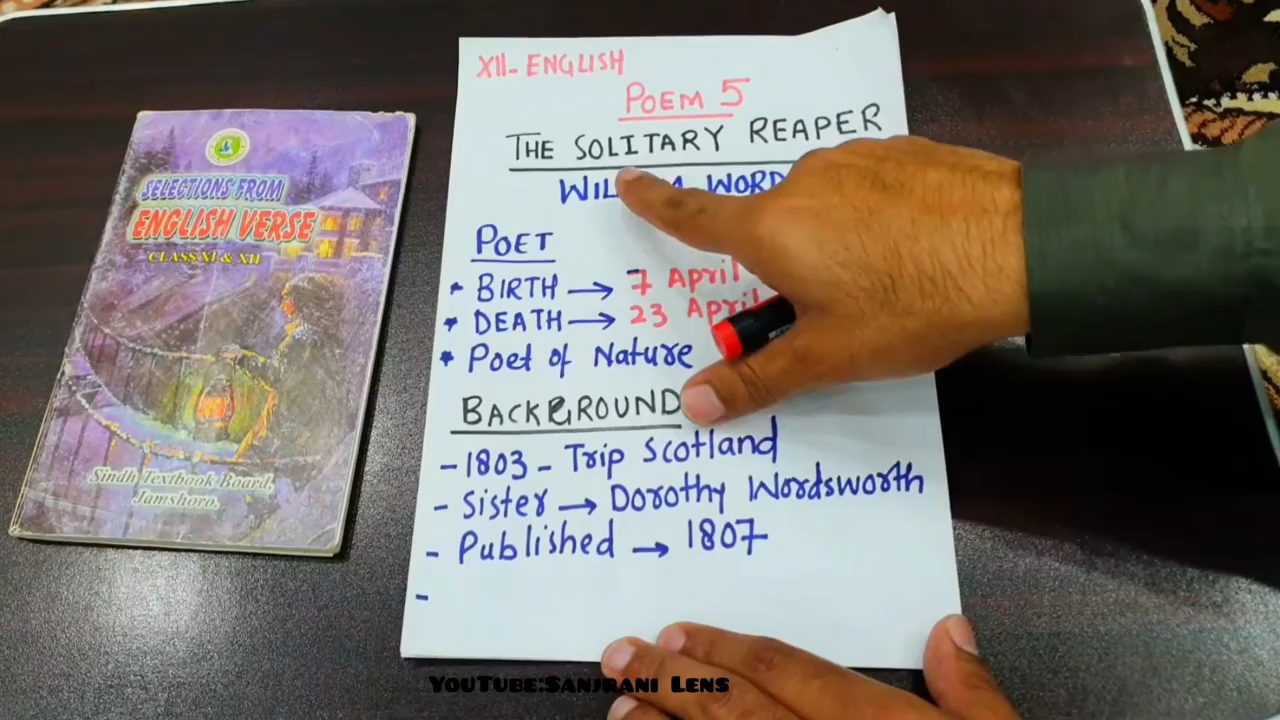 XII-ENGLISH
POEM 5
THE SOLITARY REAPER
POET
* BIRTH → 7 April
* DEATH → 23 April
* Poet of Nature
BACKGROUND
- 1803 - Trip Scotland
- Sister → Dorothy Wordsworth
- Published → 1807
-
SELECTIONS FROM
ENGLISH VERSE
CLASS XI & XII
Sindh Textbook Board,
Jamshoro.
YouTube:Sanjrani Lens